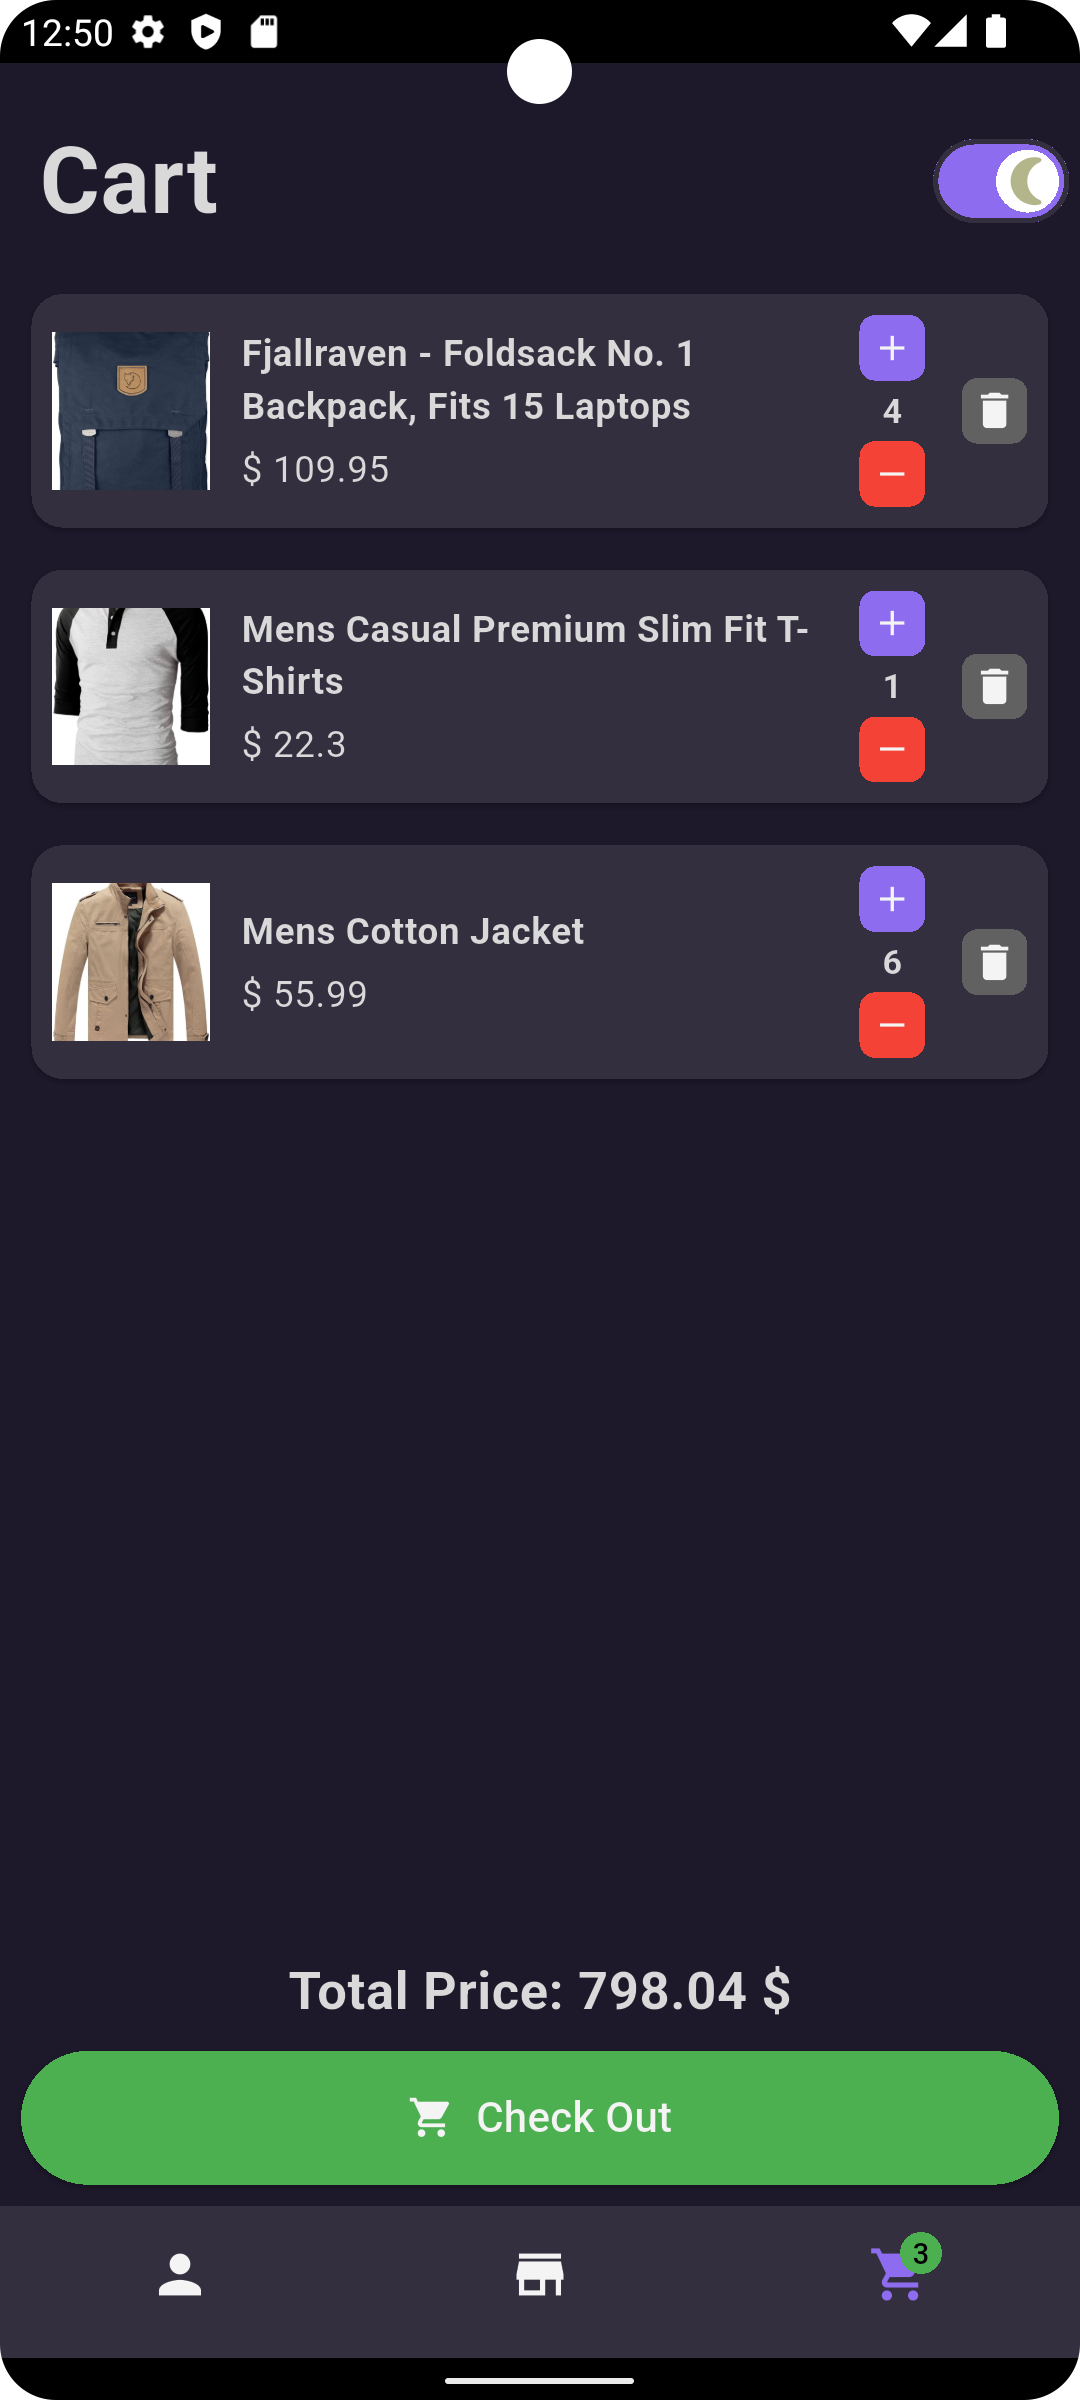 12:50
Cart
Fjallraven - Foldsack No. 1
Backpack, Fits 15 Laptops
$ 109.95
4
Mens Casual Premium Slim Fit T-
Shirts
$ 22.3
1
Mens Cotton Jacket
$ 55.99
6
Total Price: 798.04 $
Check Out
3